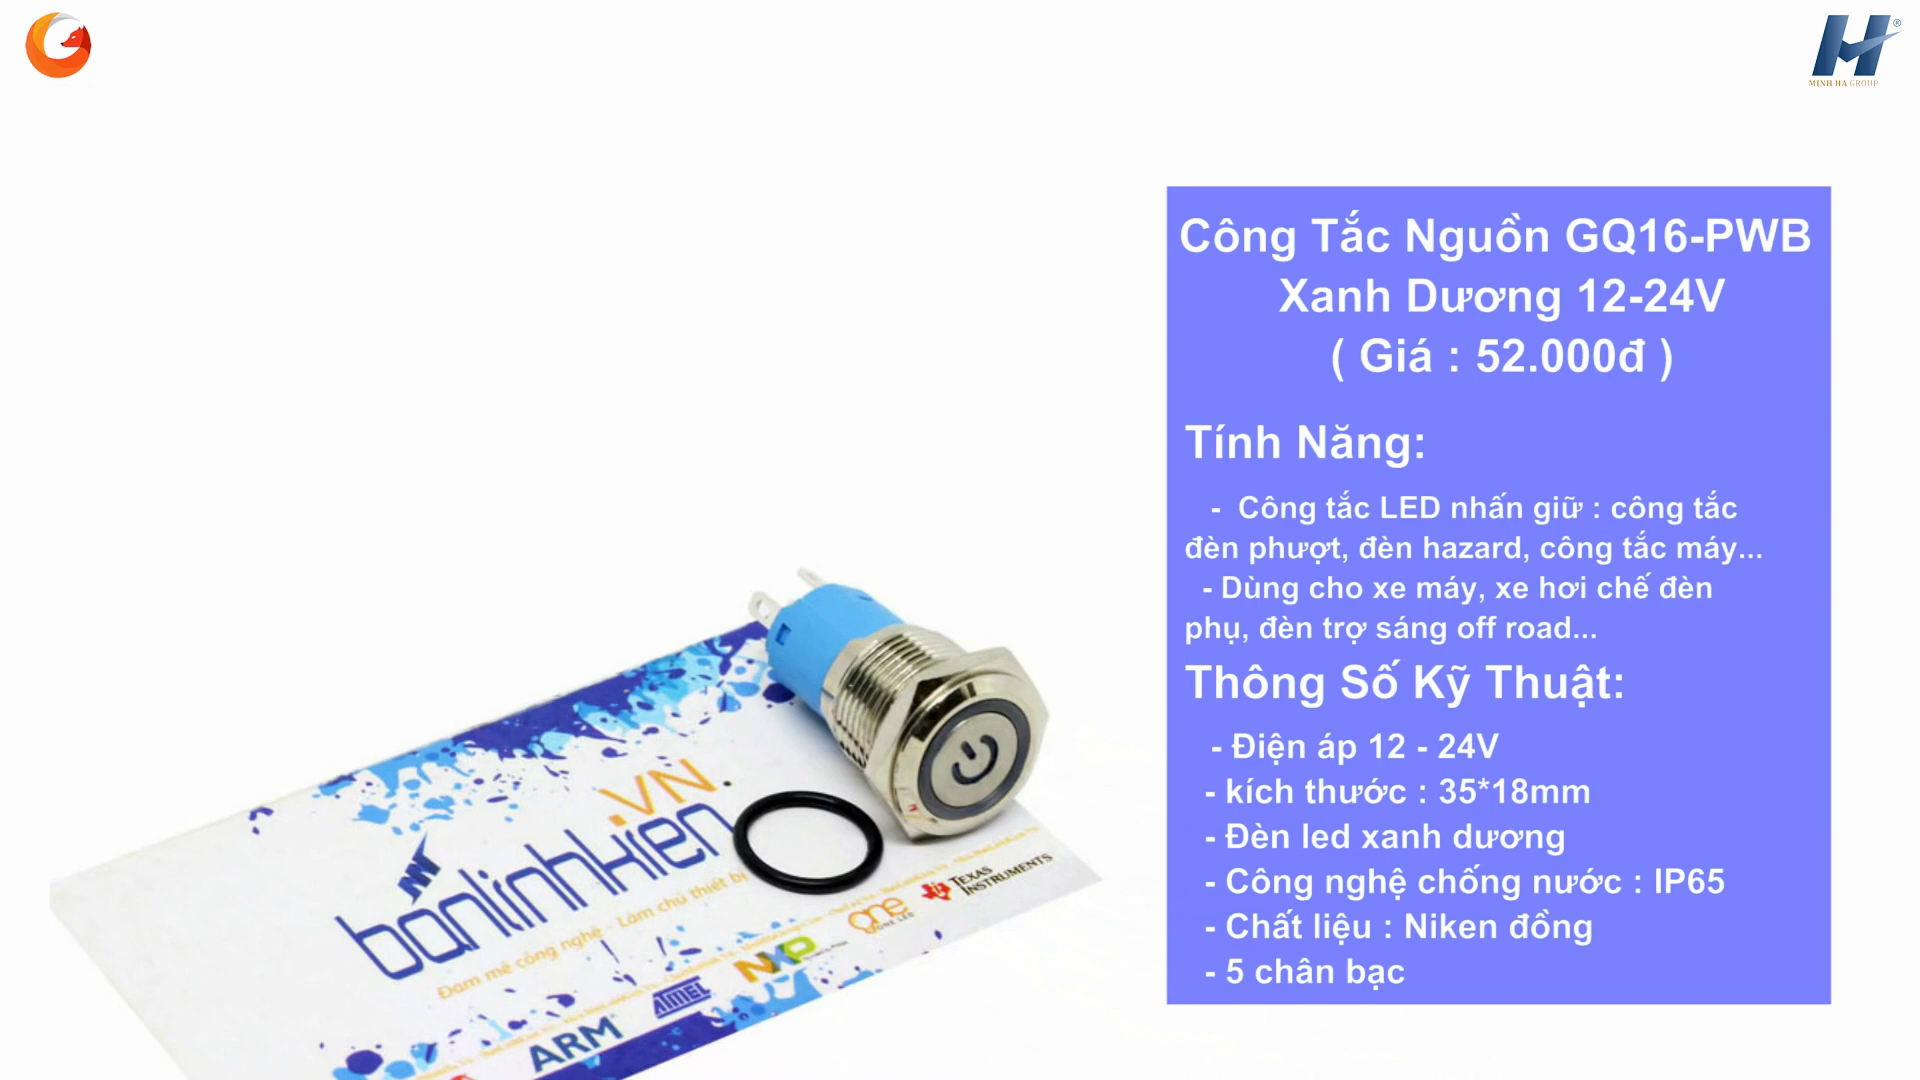 MINH HA GROUP
Công Tắc Nguồn GQ16-PWB
Xanh Dương 12-24V
( Giá : 52.000đ )
Tính Năng:
- Công tắc LED nhấn giữ : công tắc
đèn phượt, đèn hazard, công tắc máy...
- Dùng cho xe máy, xe hơi chế đèn
phụ, đèn trợ sáng off road...
Thông Số Kỹ Thuật:
- Điện áp 12 - 24V
- kích thước : 35*18mm
- Đèn led xanh dương
- Công nghệ chống nước : IP65
- Chất liệu : Niken đồng
- 5 chân bạc
banlinhkien.VN
Đam mê công nghệ - Làm chủ thiết bị
TEXAS
INSTRUMENTS
one
ONE LED
NXP
ATMEL
ARM